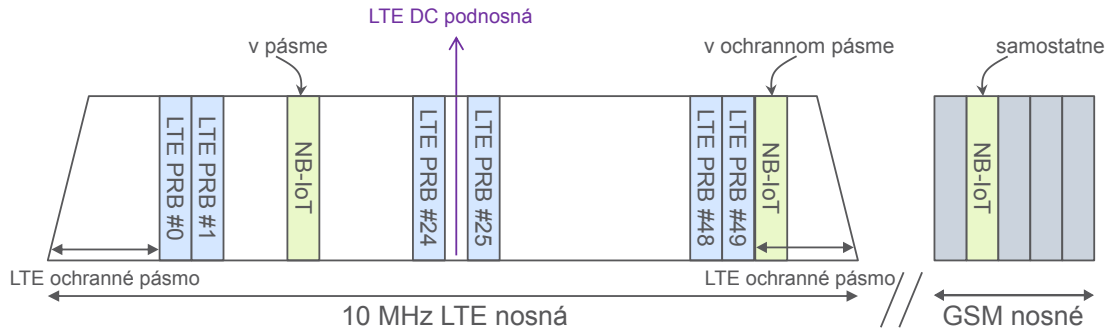 LTE DC podnosná
v pásme
v ochrannom pásme
samostatne
LTE PRB #0
LTE PRB #1
NB-IoT
LTE PRB #24
LTE PRB #25
LTE PRB #48
LTE PRB #49
NB-IoT
NB-IoT
LTE ochranné pásmo
LTE ochranné pásmo
10 MHz LTE nosná
GSM nosné